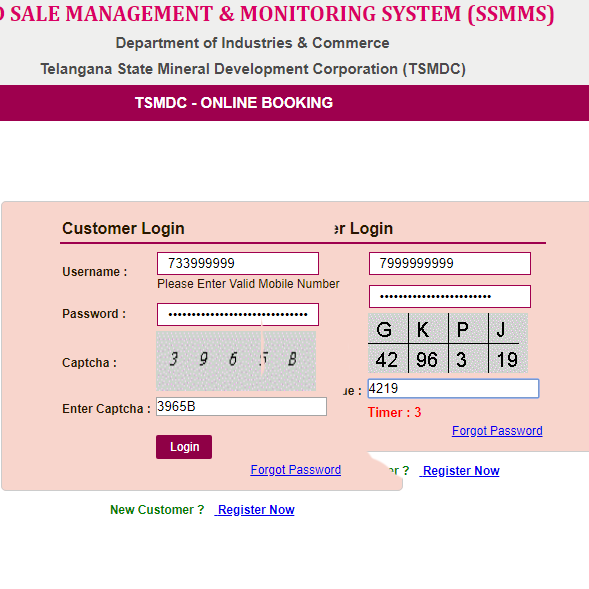 SALE MANAGEMENT & MONITORING SYSTEM (SSMMS)
Department of Industries & Commerce
Telangana State Mineral Development Corporation (TSMDC)
TSMDC - ONLINE BOOKING
Customer Login
Username :
733999999
Please Enter Valid Mobile Number
Password :
••••••••••••••••••••••••••••••
Captcha :
3 9 6 5 B
Enter Captcha :
3965B
Login
Forgot Password
New Customer ? Register Now
er Login
7999999999
••••••••••••••••••••••••
G K P J
42 96 3 19
ue :
4219
Timer : 3
Forgot Password
er ? Register Now